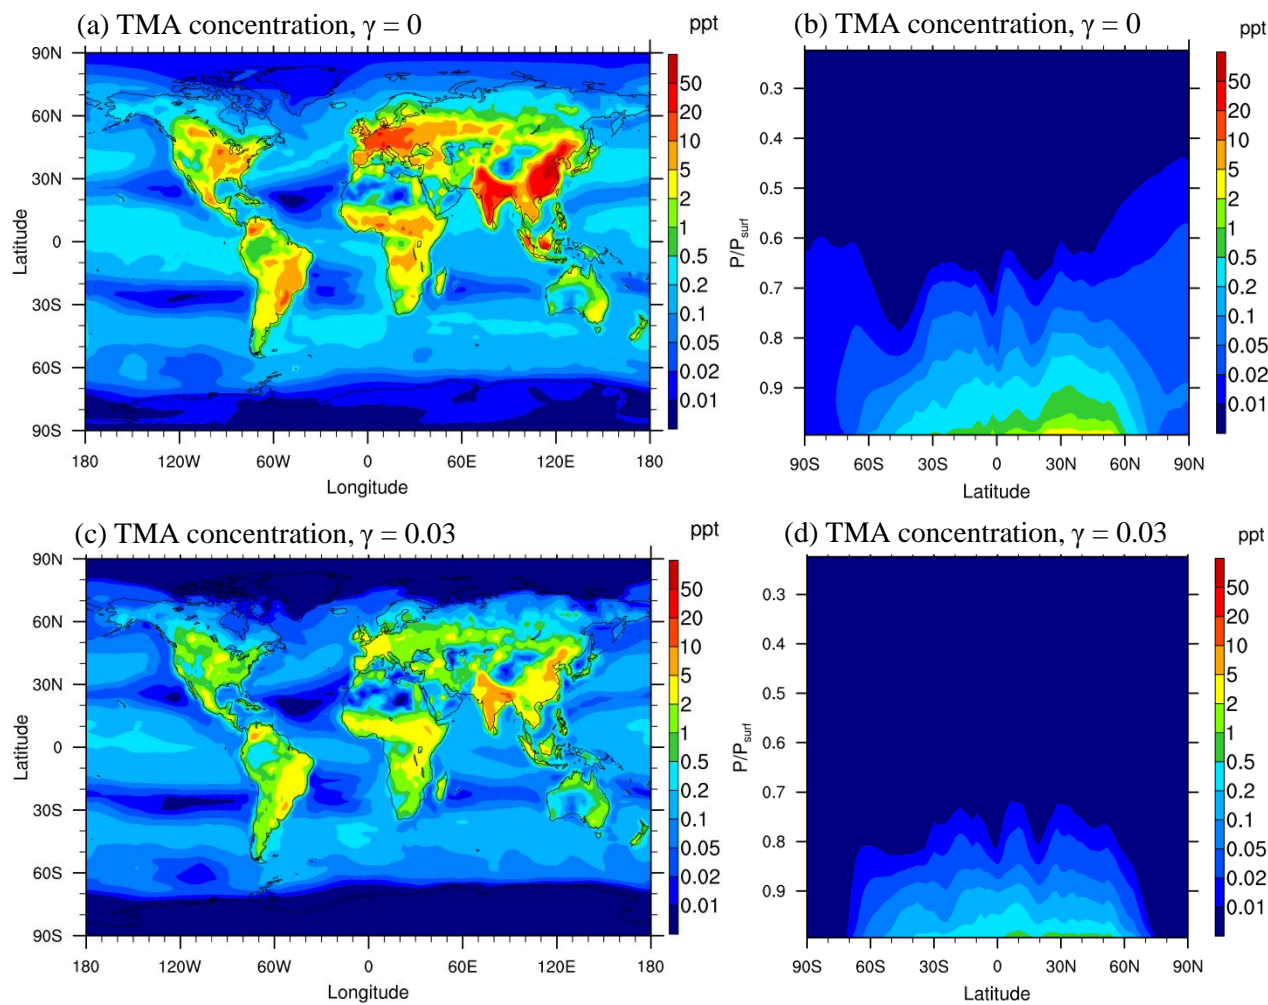 (a) TMA concentration, γ = 0
ppt
90N
60N
30N
0
30S
60S
90S
Latitude
180 120W 60W 0 60E 120E 180
Longitude
50
20
10
5
2
1
0.5
0.2
0.1
0.05
0.02
0.01
(b) TMA concentration, γ = 0
ppt
0.3
0.4
0.5
0.6
0.7
0.8
0.9
P/Psurf
90S 60S 30S 0 30N 60N 90N
Latitude
50
20
10
5
2
1
0.5
0.2
0.1
0.05
0.02
0.01
(c) TMA concentration, γ = 0.03
ppt
90N
60N
30N
0
30S
60S
90S
Latitude
180 120W 60W 0 60E 120E 180
Longitude
50
20
10
5
2
1
0.5
0.2
0.1
0.05
0.02
0.01
(d) TMA concentration, γ = 0.03
ppt
0.3
0.4
0.5
0.6
0.7
0.8
0.9
P/Psurf
90S 60S 30S 0 30N 60N 90N
Latitude
50
20
10
5
2
1
0.5
0.2
0.1
0.05
0.02
0.01